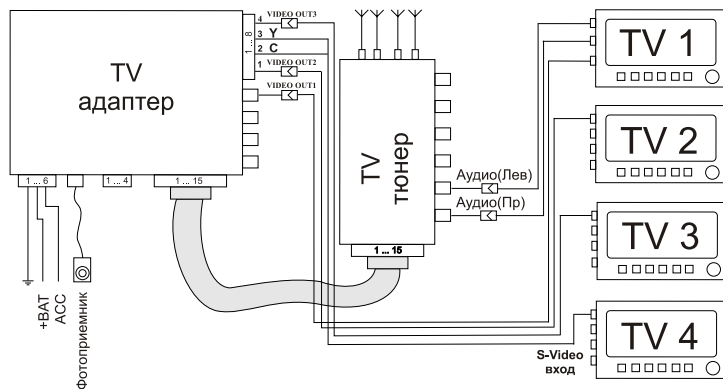 4 VIDEO OUT3
3 Y
2 C
1 VIDEO OUT2
1 ... 8
VIDEO OUT1
TV
адаптер
1 ... 6
1 ... 4
1 ... 15
+BAT
ACC
Фотоприемник
TV
тюнер
1 ... 15
Аудио(Лев)
Аудио(Пр)
TV 1
TV 2
TV 3
TV 4
S-Video
вход